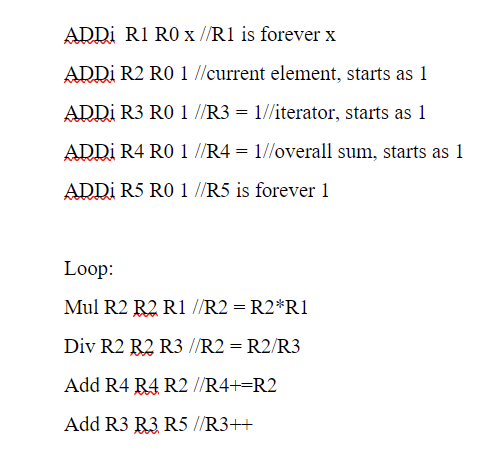 ADDi R1 R0 x //R1 is forever x
ADDi R2 R0 1 //current element, starts as 1
ADDi R3 R0 1 //R3 = 1//iterator, starts as 1
ADDi R4 R0 1 //R4 = 1//overall sum, starts as 1
ADDi R5 R0 1 //R5 is forever 1
Loop:
Mul R2 R2 R1 //R2 = R2*R1
Div R2 R2 R3 //R2 = R2/R3
Add R4 R4 R2 //R4+=R2
Add R3 R3 R5 //R3++